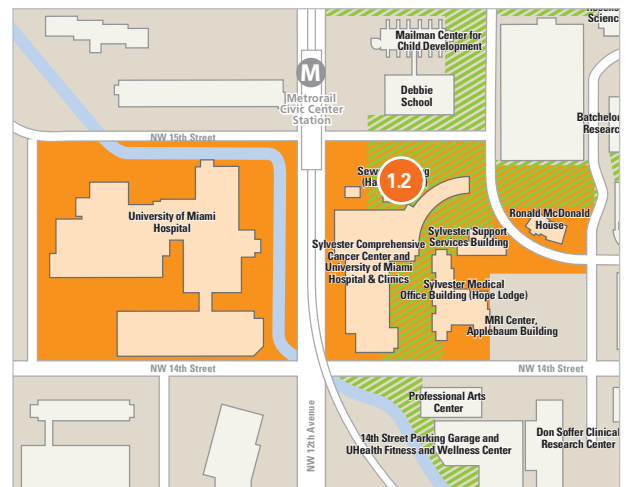 Scienc
Mailman Center for
Child Development
M
Debbie
School
Metrorail
Civic Center
Station
Batchelor
Researc
NW 15th Street
1.2
University of Miami
Hospital
Ronald McDonald
House
Sylvester Support
Services Building
Sylvester Comprehensive
Cancer Center and
University of Miami
Hospital & Clinics
Sylvester Medical
Office Building (Hope Lodge)
MRI Center,
Applebaum Building
NW 14th Street
NW 14th Street
NW 12th Avenue
Professional Arts
Center
14th Street Parking Garage and
UHealth Fitness and Wellness Center
Don Soffer Clinical
Research Center